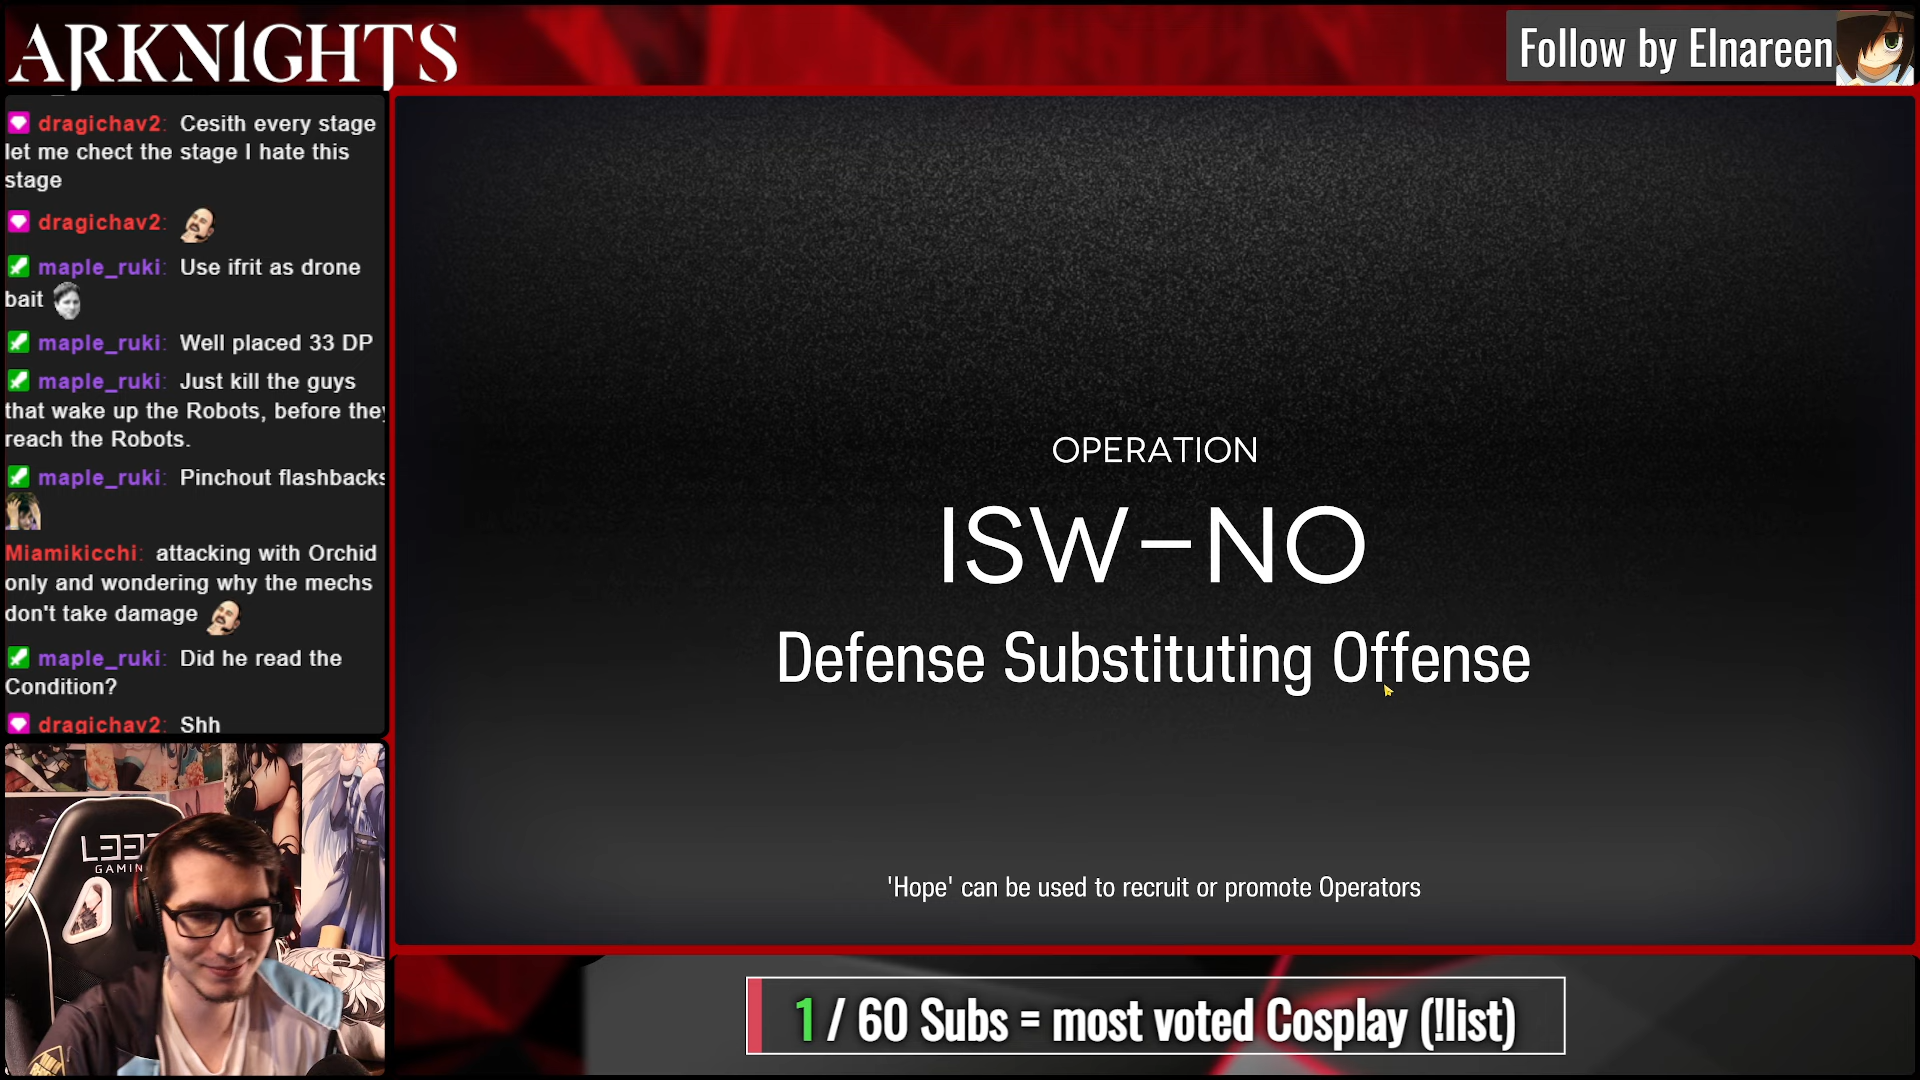 ARKNIGHTS
Follow by Elnareen
dragichav2: Cesith every stage
let me chect the stage I hate this
stage
dragichav2:
maple_ruki: Use ifrit as drone
bait
maple_ruki: Well placed 33 DP
maple_ruki: Just kill the guys
that wake up the Robots, before they
reach the Robots.
maple_ruki: Pinchout flashbacks
Miamikicchi: attacking with Orchid
only and wondering why the mechs
don't take damage
maple_ruki: Did he read the
Condition?
dragichav2: Shh
OPERATION
ISW-NO
Defense Substituting Offense
'Hope' can be used to recruit or promote Operators
GAMIN
1 / 60 Subs = most voted Cosplay (!list)